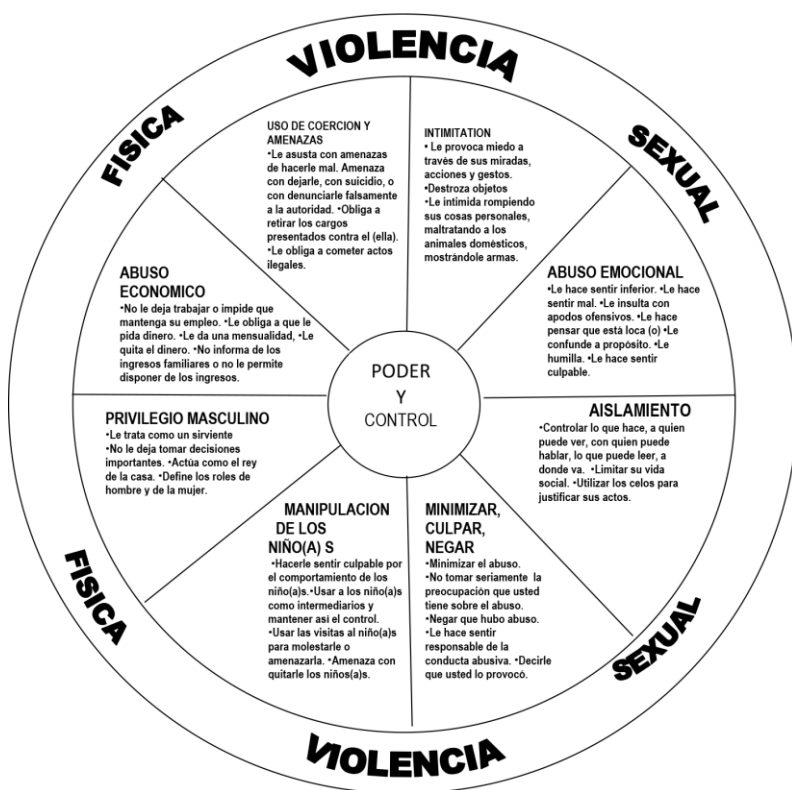 VIOLENCIA
FISICA
SEXUAL
USO DE COERCION Y
AMENAZAS
•Le asusta con amenazas
de hacerle mal. Amenaza
con dejarle, con suicidio, o
con denunciarle falsamente
a la autoridad. •Obliga a
retirar los cargos
presentados contra el (ella).
•Le obliga a cometer actos
ilegales.
INTIMITATION
• Le provoca miedo a
través de sus miradas,
acciones y gestos.
•Destroza objetos
•Le intimida rompiendo
sus cosas personales,
maltratando a los
animales domésticos,
mostrándole armas.
ABUSO
ECONOMICO
•No le deja trabajar o impide que
mantenga su empleo. •Le obliga a que le
pida dinero. •Le da una mensualidad, •Le
quita el dinero. •No informa de los
ingresos familiares o no le permite
disponer de los ingresos.
ABUSO EMOCIONAL
•Le hace sentir inferior. •Le hace
sentir mal. •Le insulta con
apodos ofensivos. •Le hace
pensar que está loca (o) •Le
confunde a propósito. •Le
humilla. •Le hace sentir
culpable.
PODER
Y
CONTROL
PRIVILEGIO MASCULINO
•Le trata como un sirviente
•No le deja tomar decisiones
importantes. •Actúa como el rey
de la casa. •Define los roles de
hombre y de la mujer.
AISLAMIENTO
•Controlar lo que hace, a quien
puede ver, con quien puede
hablar, lo que puede leer, a
donde va. •Limitar su vida
social. •Utilizar los celos para
justificar sus actos.
MANIPULACION
DE LOS
NIÑO(A) S
•Hacerle sentir culpable por
el comportamiento de los
niño(a)s.•Usar a los niño(a)s
como intermediarios y
mantener así el control.
•Usar las visitas al niño(a)s
para molestarle o
amenazarla. •Amenaza con
quitarle los niños(a)s.
MINIMIZAR,
CULPAR,
NEGAR
•Minimizar el abuso.
•No tomar seriamente la
preocupación que usted
tiene sobre el abuso.
•Negar que hubo abuso.
•Le hace sentir
responsable de la
conducta abusiva. •Decirle
que usted lo provocó.
FISICA
SEXUAL
VIOLENCIA